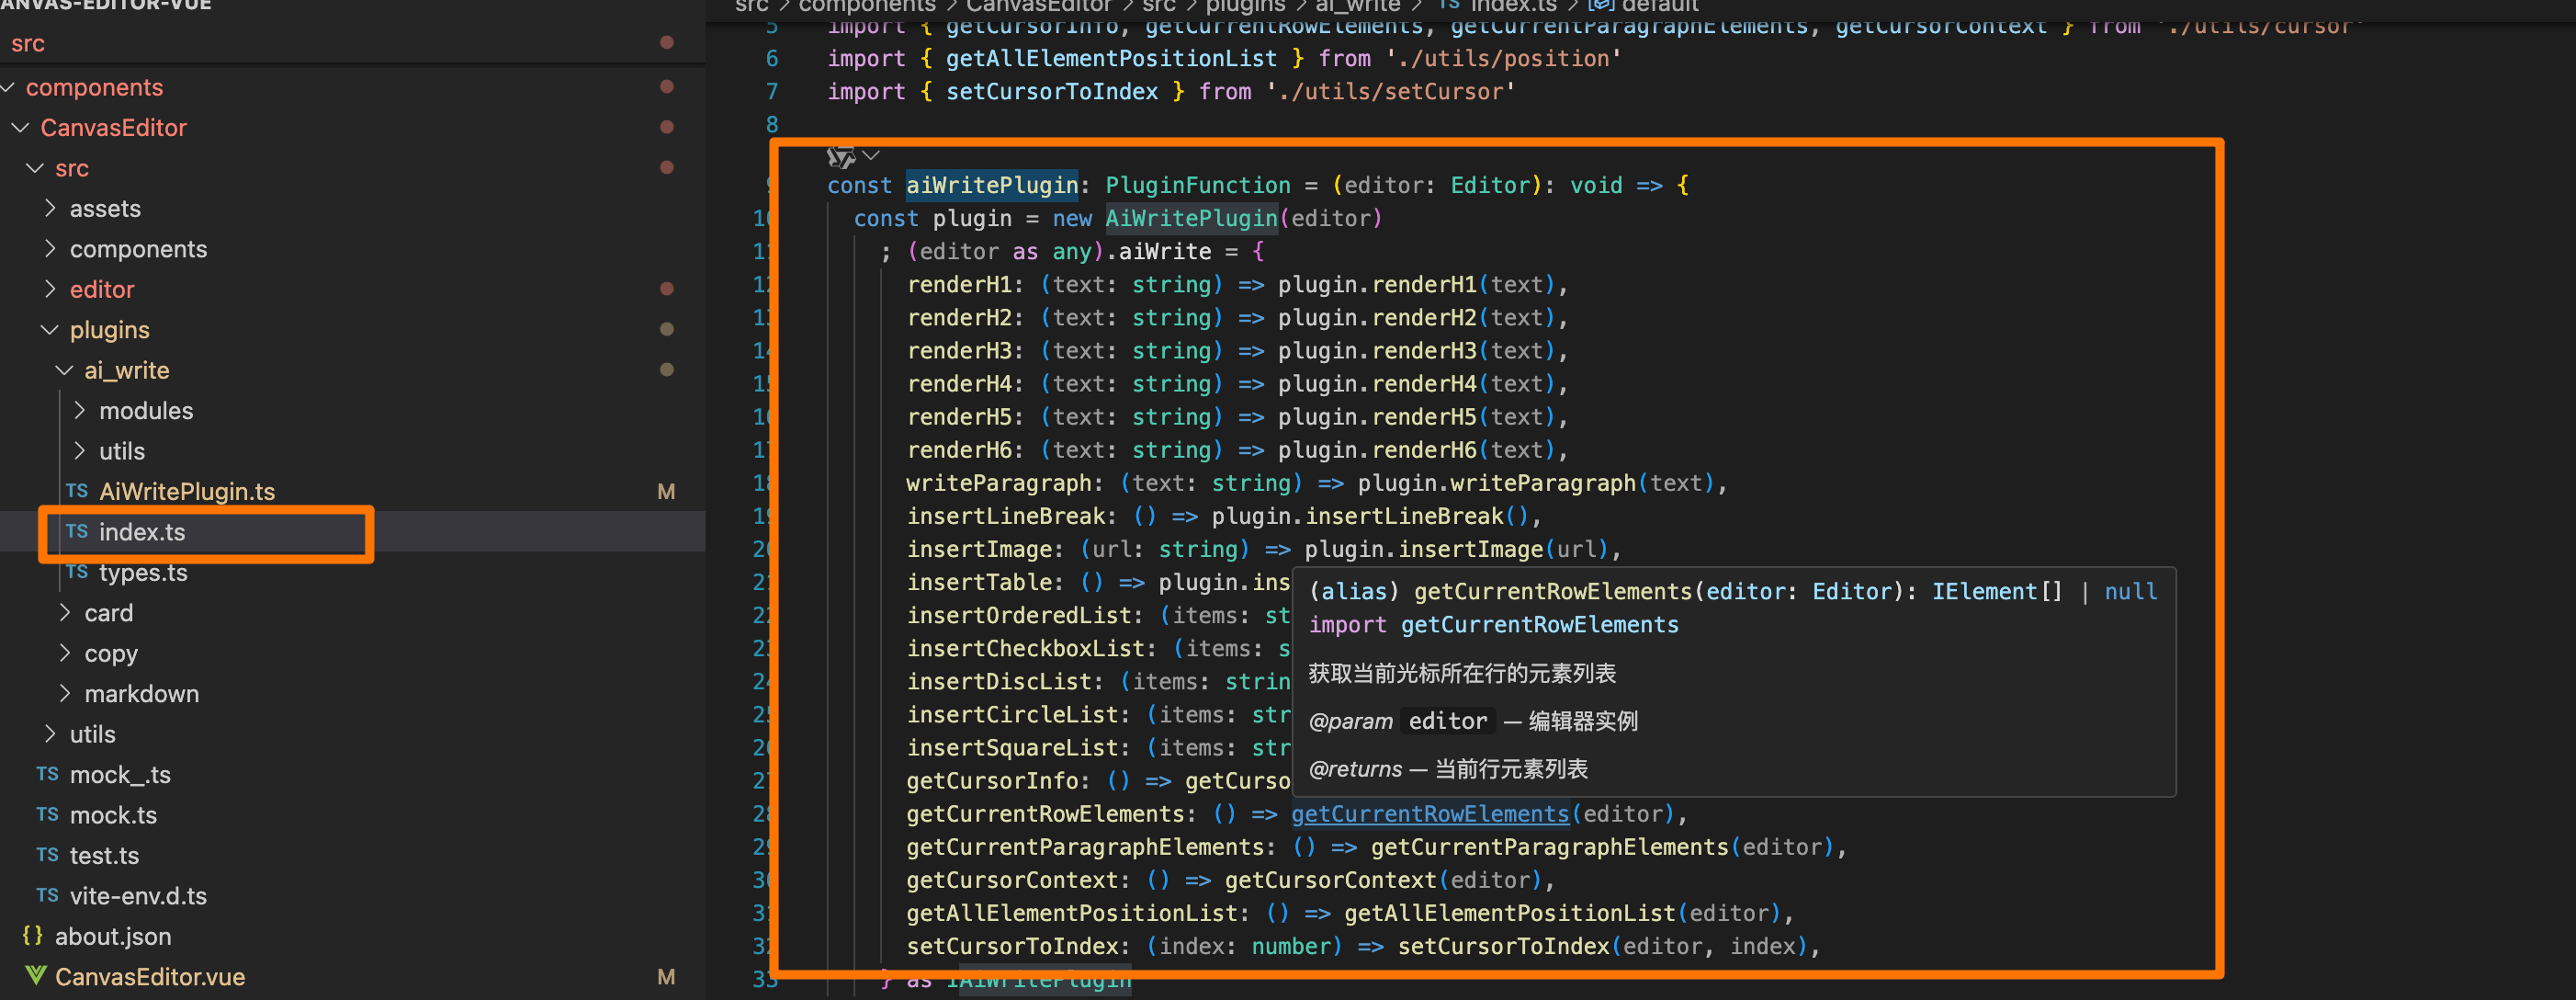 ANVAS-EDITOR-VUE
src
components
CanvasEditor
src
assets
components
editor
plugins
ai_write
modules
utils
TS AiWritePlugin.ts M
TS index.ts
TS types.ts
card
copy
markdown
utils
TS mock_.ts
TS mock.ts
TS test.ts
TS vite-env.d.ts
{} about.json
CanvasEditor.vue M
src > components > CanvasEditor > src > plugins > ai_write > TS index.ts > default
5 import { getCursorInfo, getCurrentRowElements, getCurrentParagraphElements, getCursorContext } from './utils/cursor'
6 import { getAllElementPositionList } from './utils/position'
7 import { setCursorToIndex } from './utils/setCursor'
8
9 const aiWritePlugin: PluginFunction = (editor: Editor): void => {
10 const plugin = new AiWritePlugin(editor)
11 ; (editor as any).aiWrite = {
12 renderH1: (text: string) => plugin.renderH1(text),
13 renderH2: (text: string) => plugin.renderH2(text),
14 renderH3: (text: string) => plugin.renderH3(text),
15 renderH4: (text: string) => plugin.renderH4(text),
16 renderH5: (text: string) => plugin.renderH5(text),
17 renderH6: (text: string) => plugin.renderH6(text),
18 writeParagraph: (text: string) => plugin.writeParagraph(text),
19 insertLineBreak: () => plugin.insertLineBreak(),
20 insertImage: (url: string) => plugin.insertImage(url),
21 insertTable: () => plugin.ins
22 insertOrderedList: (items: st
23 insertCheckboxList: (items: s
24 insertDiscList: (items: strin
25 insertCircleList: (items: str
26 insertSquareList: (items: str
27 getCursorInfo: () => getCurso
28 getCurrentRowElements: () => getCurrentRowElements(editor),
29 getCurrentParagraphElements: () => getCurrentParagraphElements(editor),
30 getCursorContext: () => getCursorContext(editor),
31 getAllElementPositionList: () => getAllElementPositionList(editor),
32 setCursorToIndex: (index: number) => setCursorToIndex(editor, index),
33 } as IAiWritePlugin
(alias) getCurrentRowElements(editor: Editor): IElement[] | null
import getCurrentRowElements
获取当前光标所在行的元素列表
@param editor — 编辑器实例
@returns — 当前行元素列表